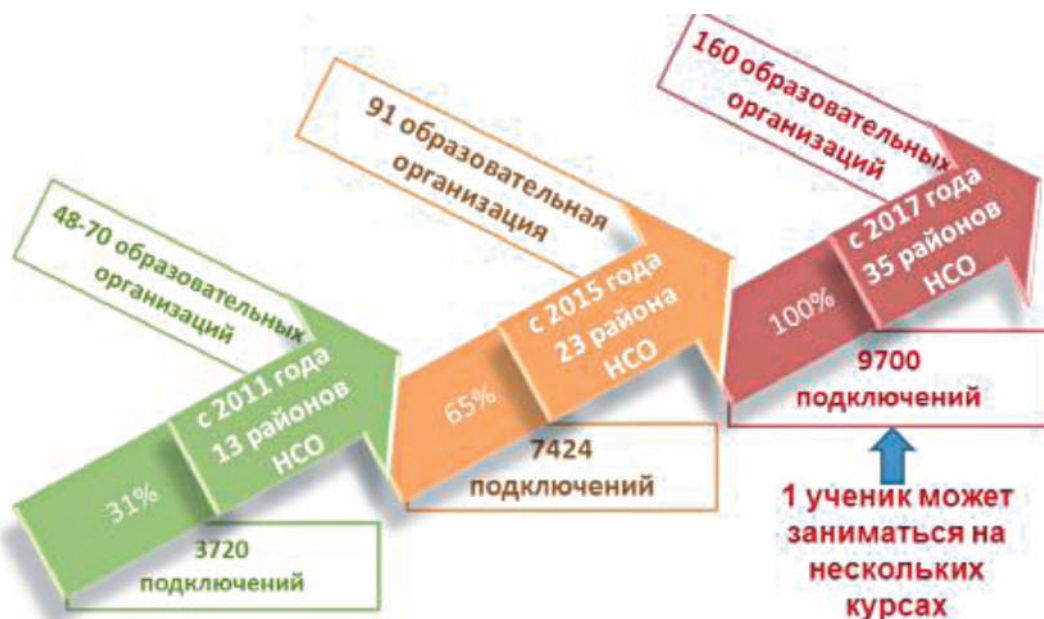 48-70 образовательных
организаций
31%
с 2011 года
13 районов
НСО
3720
подключений
91 образовательная
организация
65%
с 2015 года
23 района
НСО
7424
подключений
160 образовательных
организаций
100%
с 2017 года
35 районов
НСО
9700
подключений
1 ученик может
заниматься на
нескольких
курсах